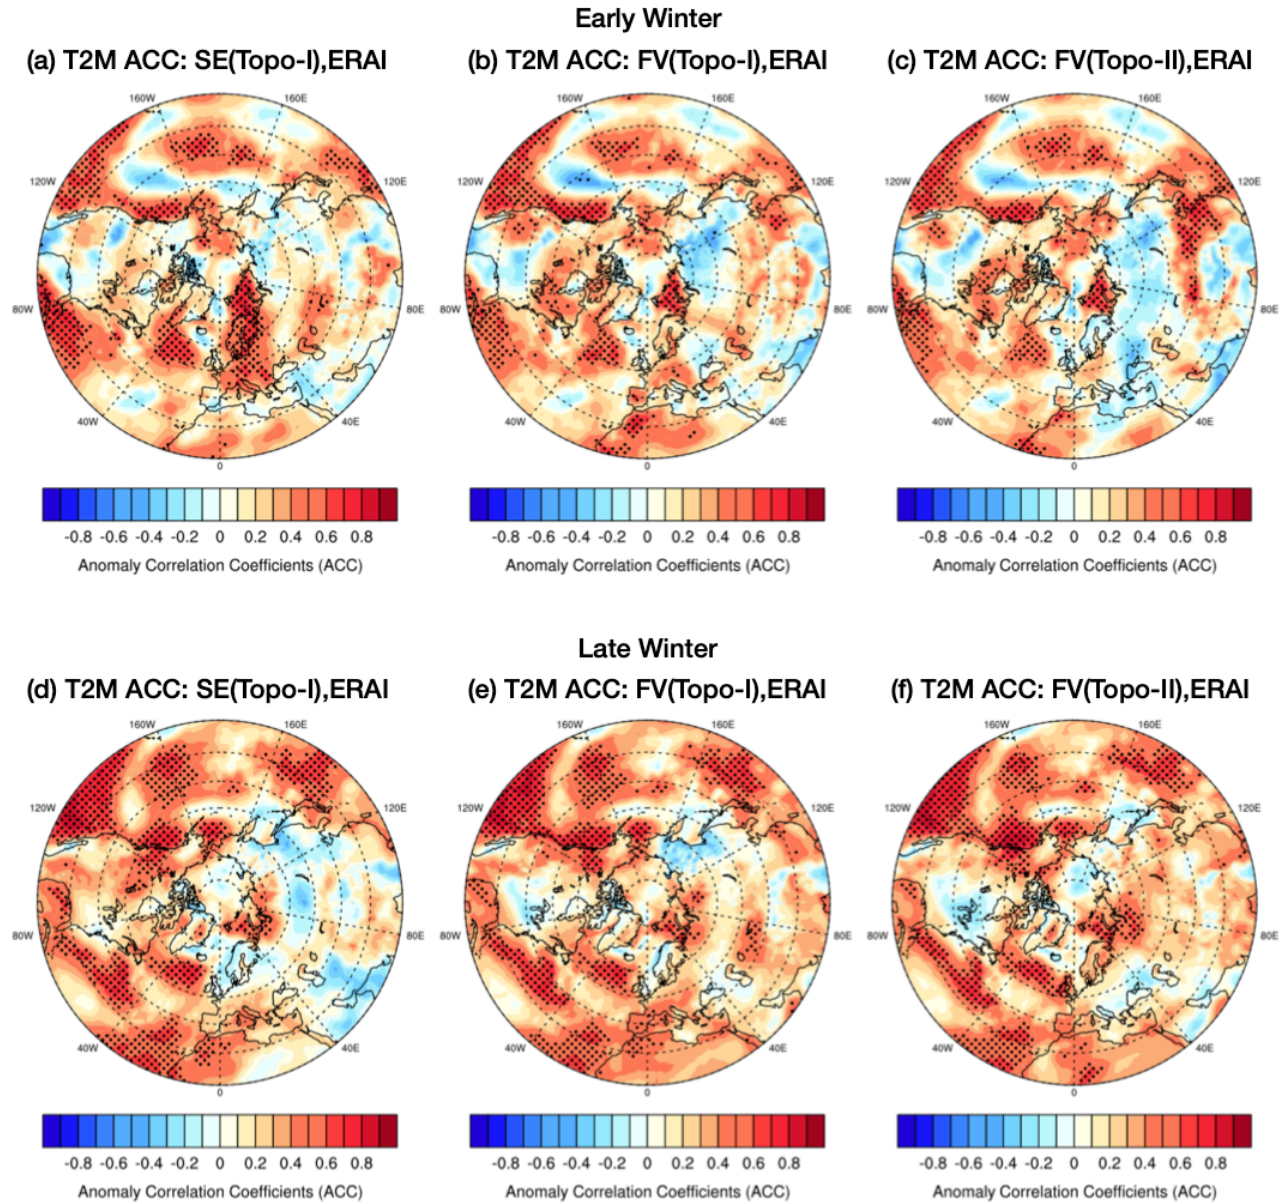 Early Winter
(a) T2M ACC: SE(Topo-I),ERAI
(b) T2M ACC: FV(Topo-I),ERAI
(c) T2M ACC: FV(Topo-II),ERAI
160W 160E 160W 160E 160W 160E
120W 120E 120W 120E 120W 120E
80W 80E 80W 80E 80W 80E
40W 40E 40W 40E 40W 40E
0 0 0
-0.8 -0.6 -0.4 -0.2 0 0.2 0.4 0.6 0.8
-0.8 -0.6 -0.4 -0.2 0 0.2 0.4 0.6 0.8
-0.8 -0.6 -0.4 -0.2 0 0.2 0.4 0.6 0.8
Anomaly Correlation Coefficients (ACC)
Anomaly Correlation Coefficients (ACC)
Anomaly Correlation Coefficients (ACC)
Late Winter
(d) T2M ACC: SE(Topo-I),ERAI
(e) T2M ACC: FV(Topo-I),ERAI
(f) T2M ACC: FV(Topo-II),ERAI
160W 160E 160W 160E 160W 160E
120W 120E 120W 120E 120W 120E
80W 80E 80W 80E 80W 80E
40W 40E 40W 40E 40W 40E
0 0 0
-0.8 -0.6 -0.4 -0.2 0 0.2 0.4 0.6 0.8
-0.8 -0.6 -0.4 -0.2 0 0.2 0.4 0.6 0.8
-0.8 -0.6 -0.4 -0.2 0 0.2 0.4 0.6 0.8
Anomaly Correlation Coefficients (ACC)
Anomaly Correlation Coefficients (ACC)
Anomaly Correlation Coefficients (ACC)